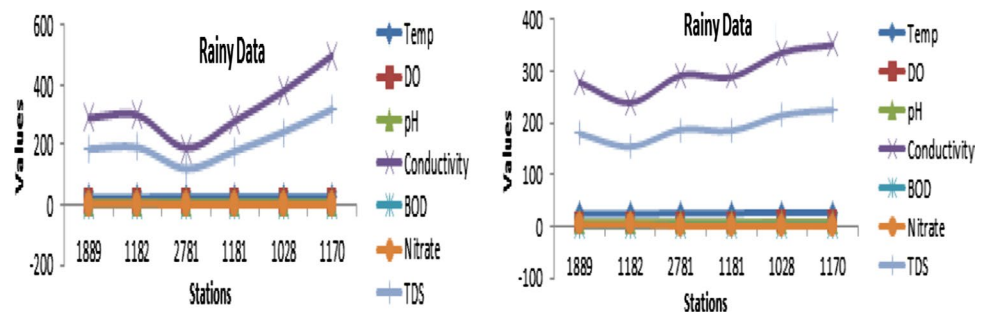 600
400
200
0
-200
Values
Rainy Data
1889 1182 2781 1181 1028 1170
Stations
Temp
DO
pH
Conductivity
BOD
Nitrate
TDS
400
300
200
100
0
-100
Values
Rainy Data
1889 1182 2781 1181 1028 1170
Stations
Temp
DO
pH
Conductivity
BOD
Nitrate
TDS